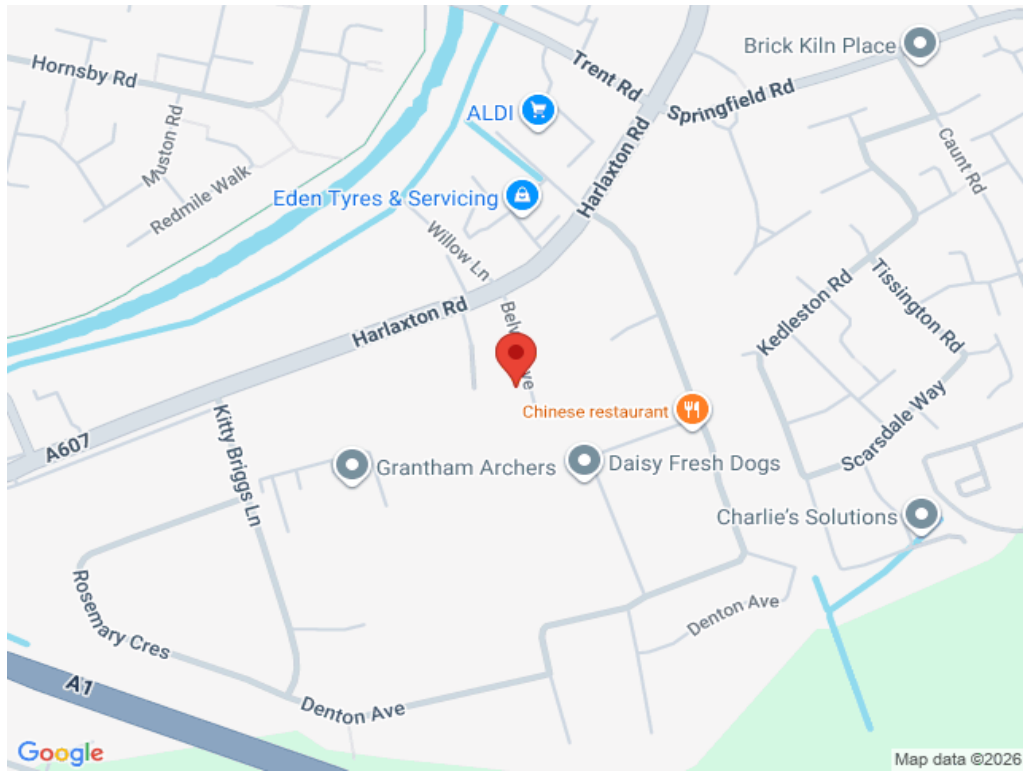 Brick Kiln Place
Hornsby Rd
Trent Rd
Springfield Rd
ALDI
Muston Rd
Caunt Rd
Redmile Walk
Eden Tyres & Servicing
Harlaxton Rd
Willow Ln
Tissington Rd
Kedleston Rd
Harlaxton Rd
Chinese restaurant
Scarsdale Way
A607
Kitty Briggs Ln
Grantham Archers
Daisy Fresh Dogs
Charlie's Solutions
Rosemary Cres
Denton Ave
A1
Denton Ave
Google
Map data ©2026